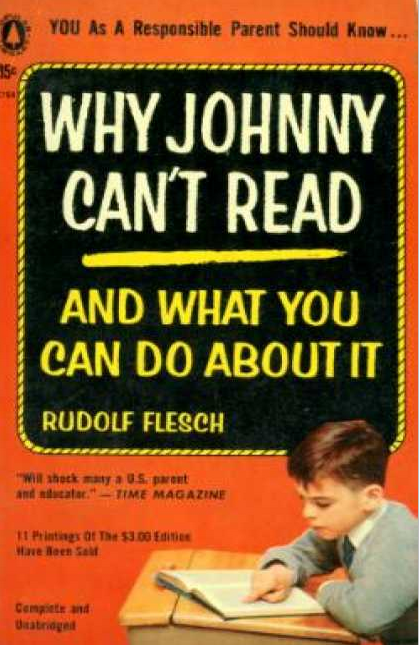 YOU As A Responsible Parent Should Know...
WHY JOHNNY
CAN'T READ
AND WHAT YOU
CAN DO ABOUT IT
RUDOLF FLESCH
"Will shock many a U.S. parent
and educator." — TIME MAGAZINE
11 Printings Of The $3.00 Edition
Have Been Sold
Complete and
Unabridged